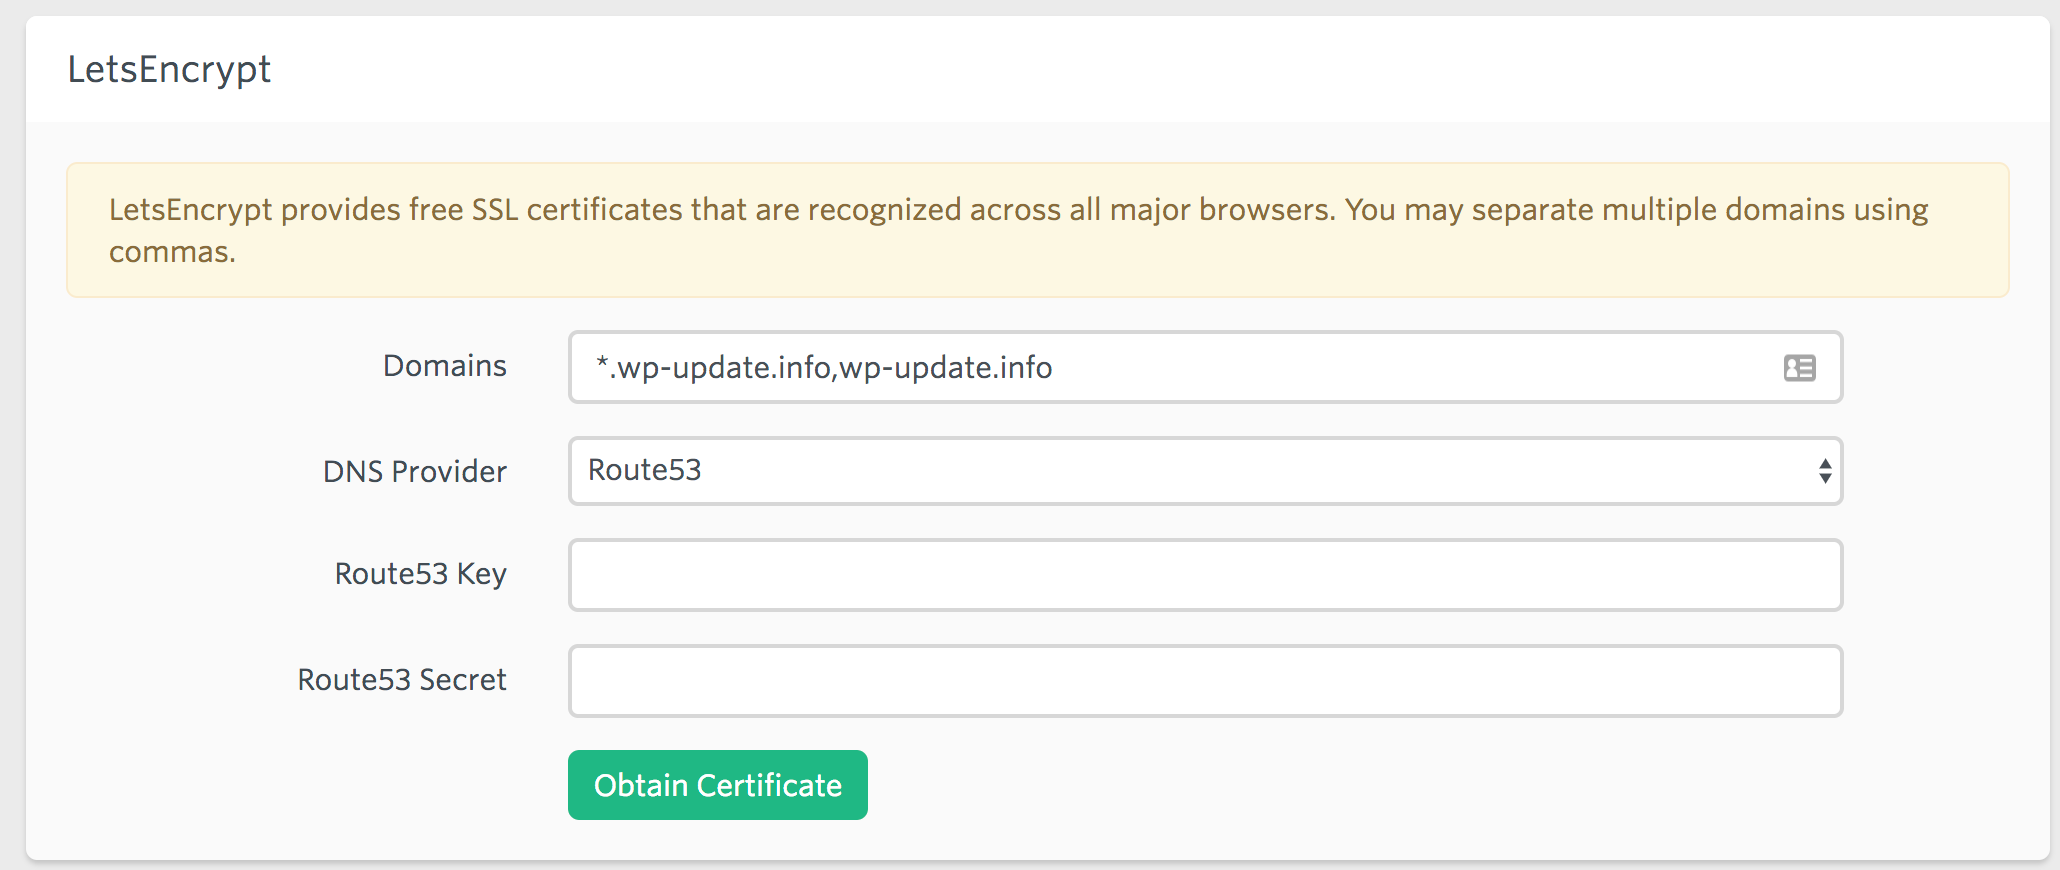 LetsEncrypt
LetsEncrypt provides free SSL certificates that are recognized across all major browsers. You may separate multiple domains using
commas.
Domains
*.wp-update.info,wp-update.info
DNS Provider
Route53
Route53 Key
Route53 Secret
Obtain Certificate